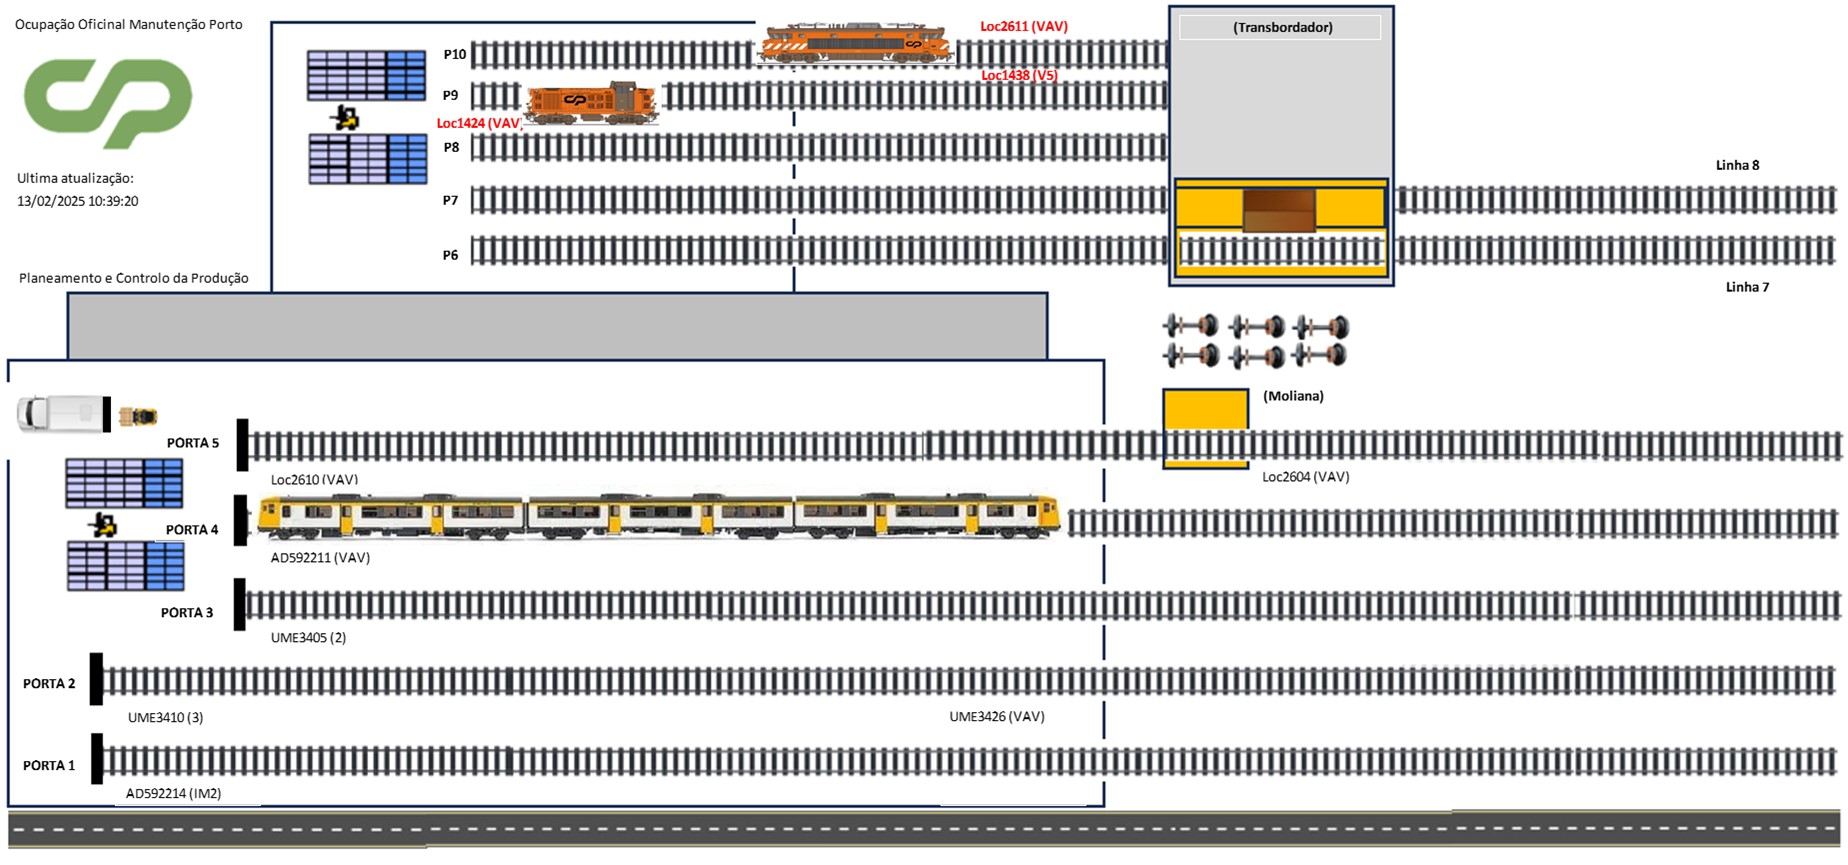 Ocupação Oficinal Manutenção Porto
CP
Ultima atualização:
13/02/2025 10:39:20
Planeamento e Controlo da Produção
P10
Loc2611 (VAV)
Loc1438 (V5)
P9
CP
Loc1424 (VAV)
P8
P7
P6
(Transbordador)
Linha 8
Linha 7
(Moliana)
PORTA 5
Loc2610 (VAV)
Loc2604 (VAV)
PORTA 4
AD592211 (VAV)
PORTA 3
UME3405 (2)
PORTA 2
UME3410 (3)
UME3426 (VAV)
PORTA 1
AD592214 (IM2)